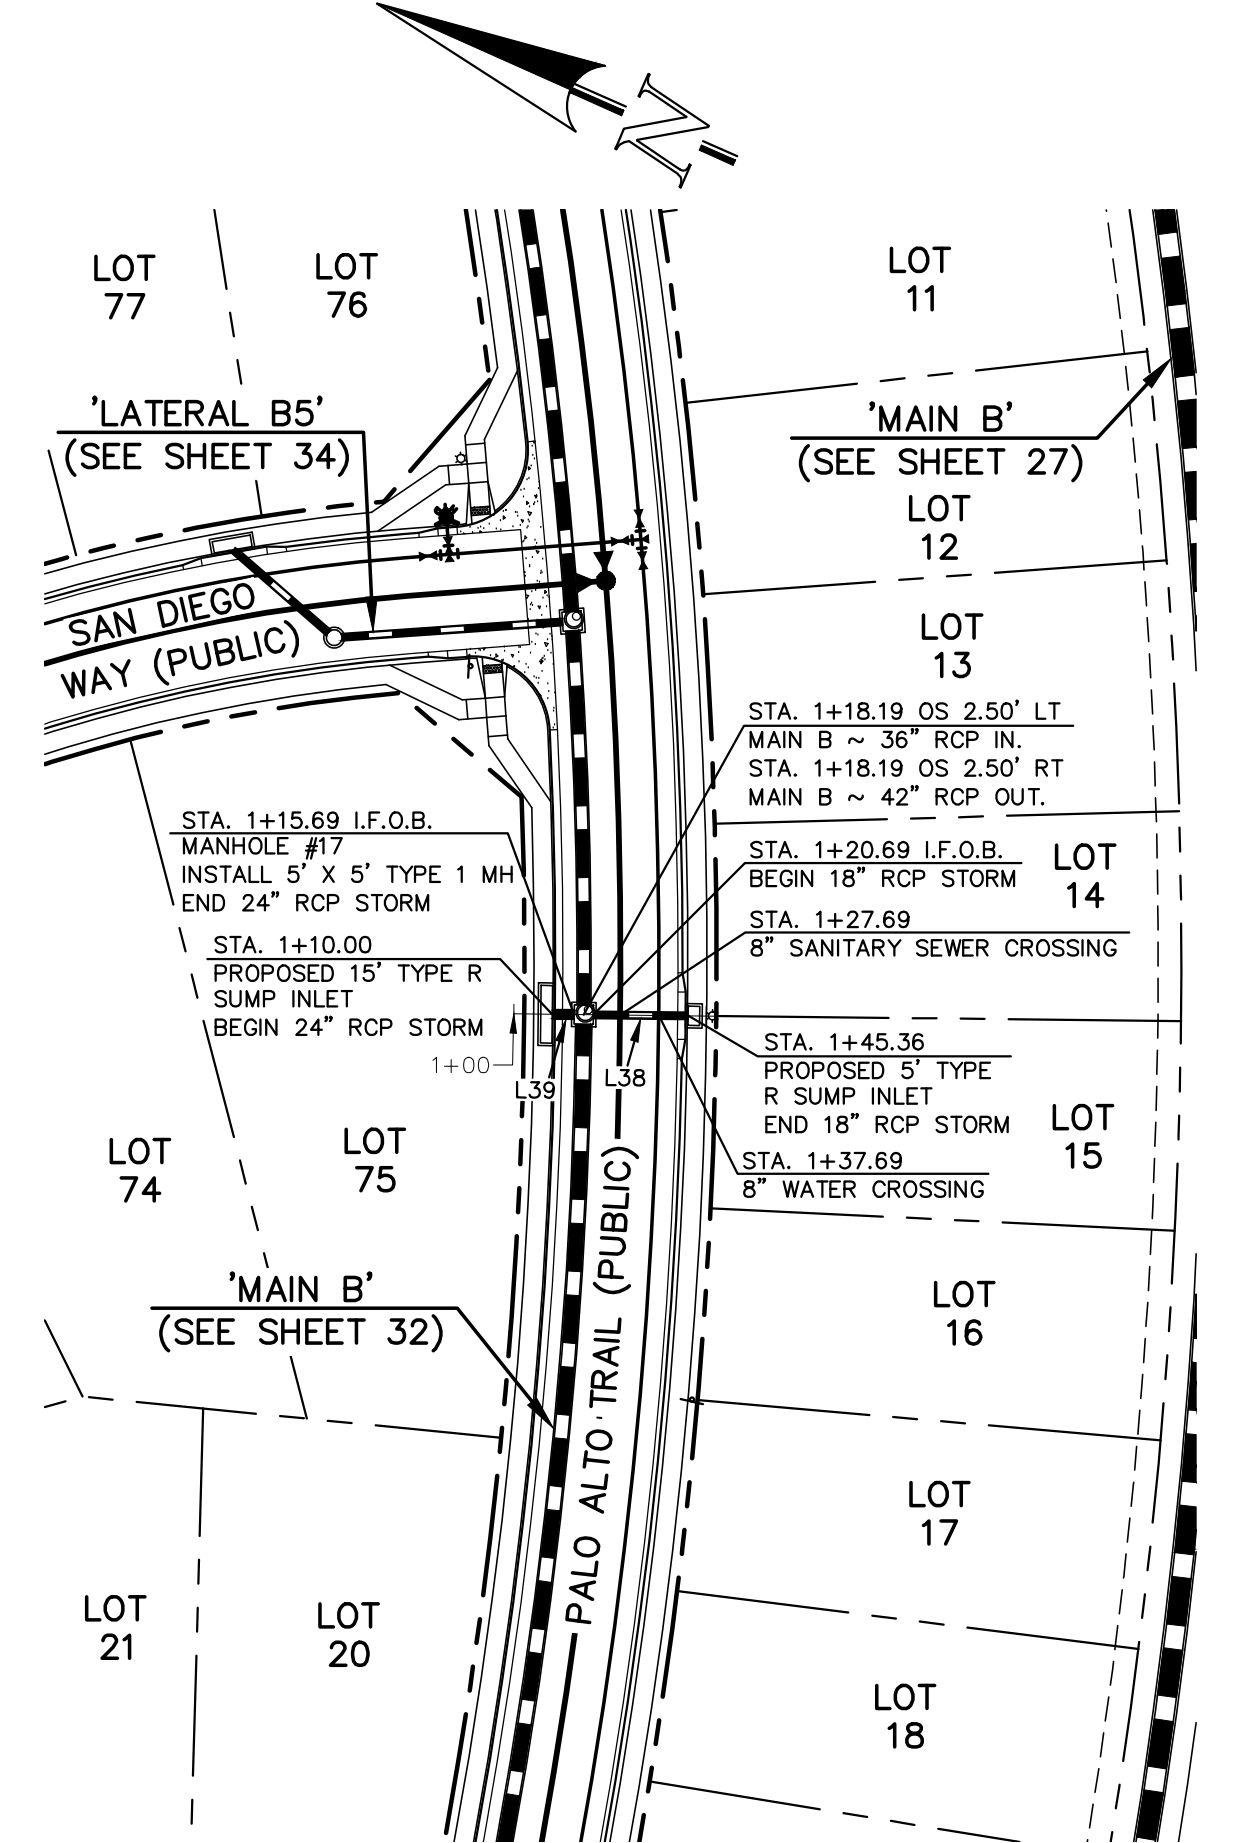 N
LOT
77
LOT
76
LOT
11
'LATERAL B5'
(SEE SHEET 34)
'MAIN B'
(SEE SHEET 27)
LOT
12
SAN DIEGO
WAY (PUBLIC)
LOT
13
STA. 1+18.19 OS 2.50' LT
MAIN B ~ 36" RCP IN.
STA. 1+18.19 OS 2.50' RT
MAIN B ~ 42" RCP OUT.
STA. 1+15.69 I.F.O.B.
MANHOLE #17
INSTALL 5' X 5' TYPE 1 MH
END 24" RCP STORM
STA. 1+20.69 I.F.O.B.
BEGIN 18" RCP STORM
LOT
14
STA. 1+27.69
8" SANITARY SEWER CROSSING
STA. 1+10.00
PROPOSED 15' TYPE R
SUMP INLET
BEGIN 24" RCP STORM
1+00
L39
L38
STA. 1+45.36
PROPOSED 5' TYPE
R SUMP INLET
END 18" RCP STORM
LOT
15
STA. 1+37.69
8" WATER CROSSING
LOT
74
LOT
75
PALO ALTO TRAIL (PUBLIC)
'MAIN B'
(SEE SHEET 32)
LOT
16
LOT
17
LOT
21
LOT
20
LOT
18